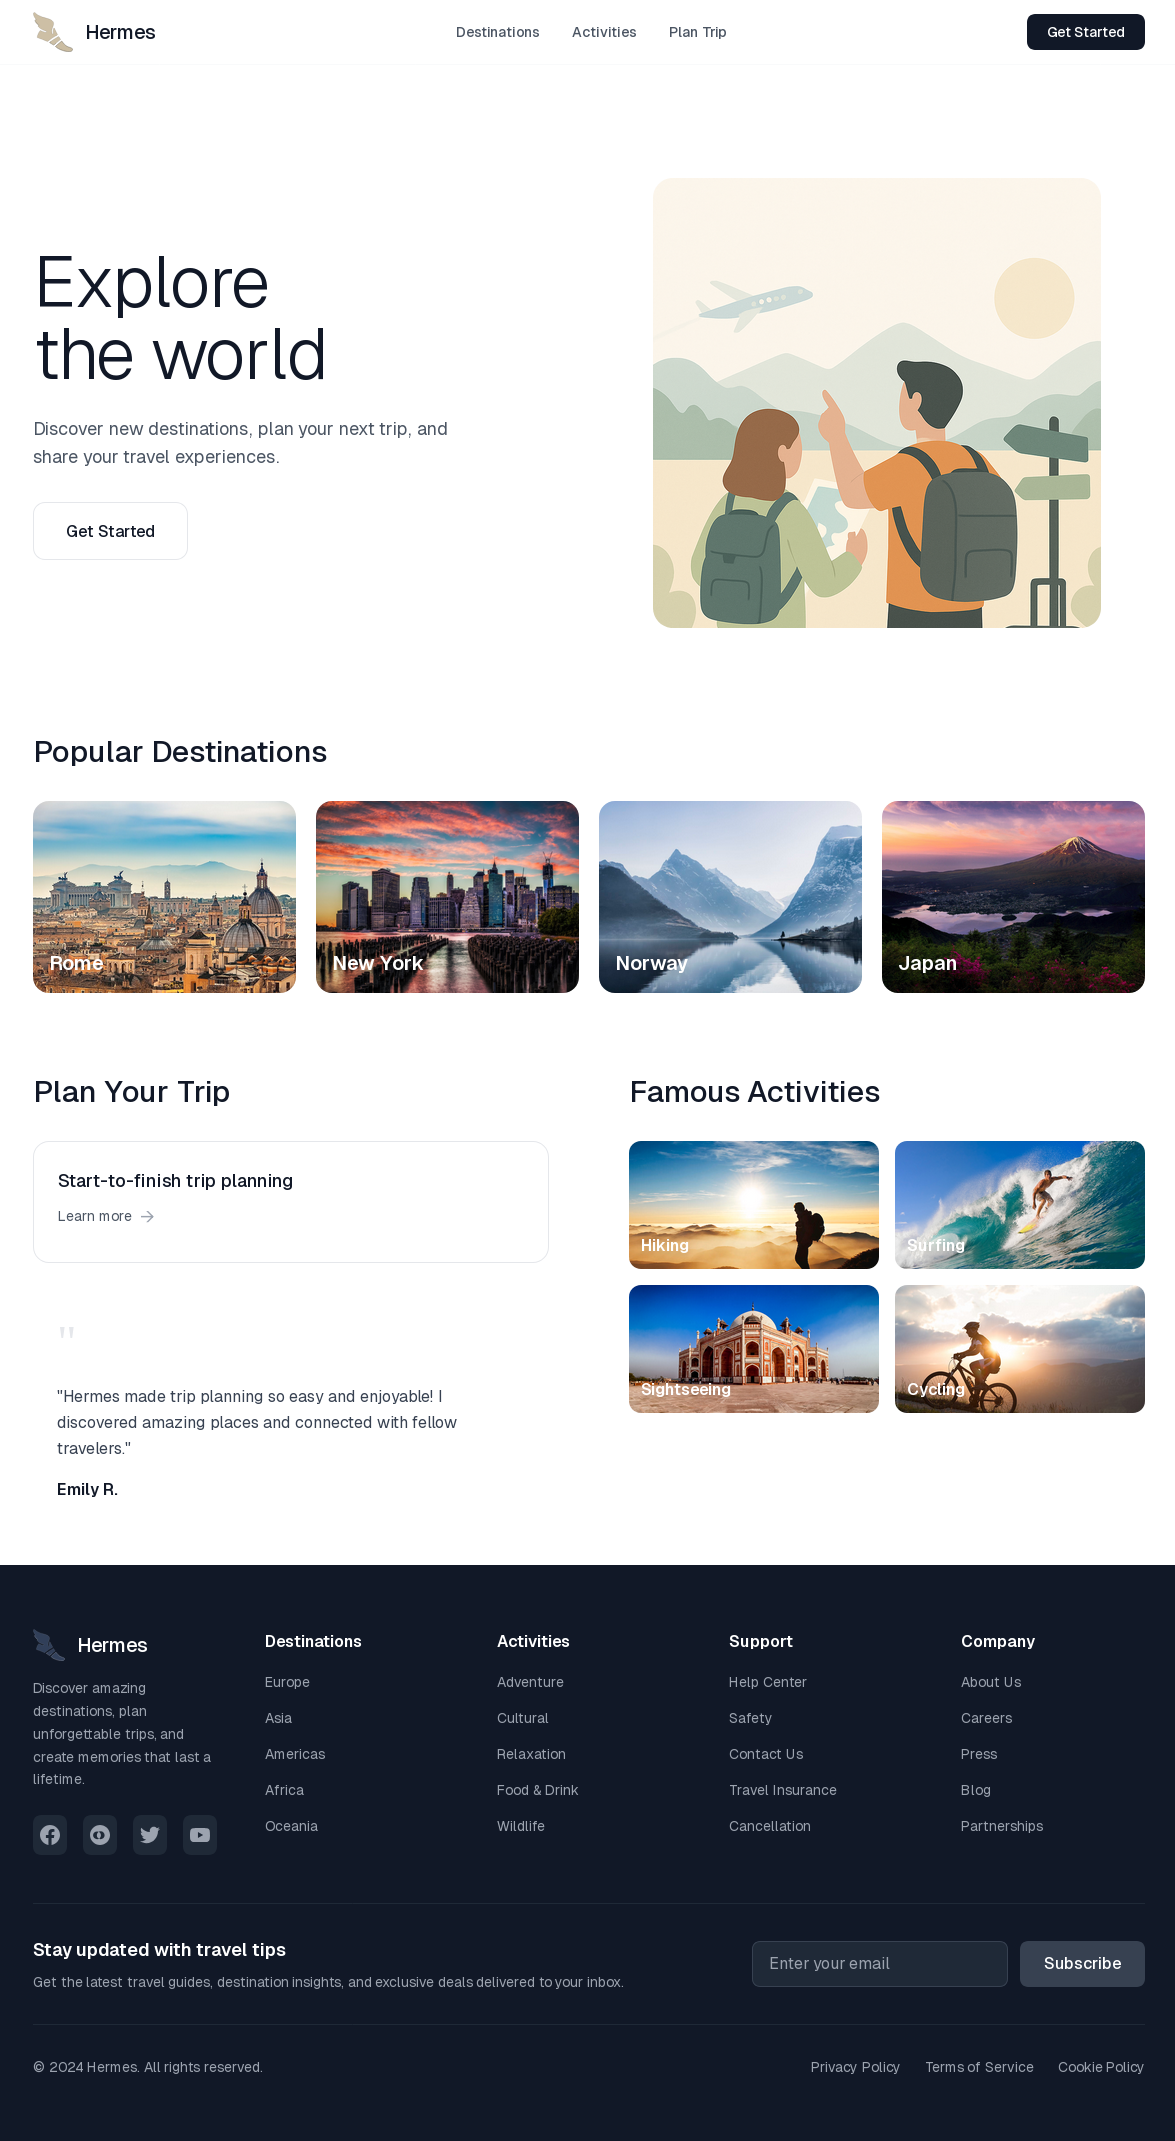 Hermes
Destinations
Activities
Plan Trip
Get Started
Explore
the world
Discover new destinations, plan your next trip, and
share your travel experiences.
Get Started
Popular Destinations
Rome
New York
Norway
Japan
Plan Your Trip
Start-to-finish trip planning
Learn more →
"
"Hermes made trip planning so easy and enjoyable! I
discovered amazing places and connected with fellow
travelers."
Emily R.
Famous Activities
Hiking
Surfing
Sightseeing
Cycling
Hermes
Discover amazing
destinations, plan
unforgettable trips, and
create memories that last a
lifetime.
Destinations
Europe
Asia
Americas
Africa
Oceania
Activities
Adventure
Cultural
Relaxation
Food & Drink
Wildlife
Support
Help Center
Safety
Contact Us
Travel Insurance
Cancellation
Company
About Us
Careers
Press
Blog
Partnerships
Stay updated with travel tips
Get the latest travel guides, destination insights, and exclusive deals delivered to your inbox.
Enter your email
Subscribe
© 2024 Hermes. All rights reserved.
Privacy Policy
Terms of Service
Cookie Policy